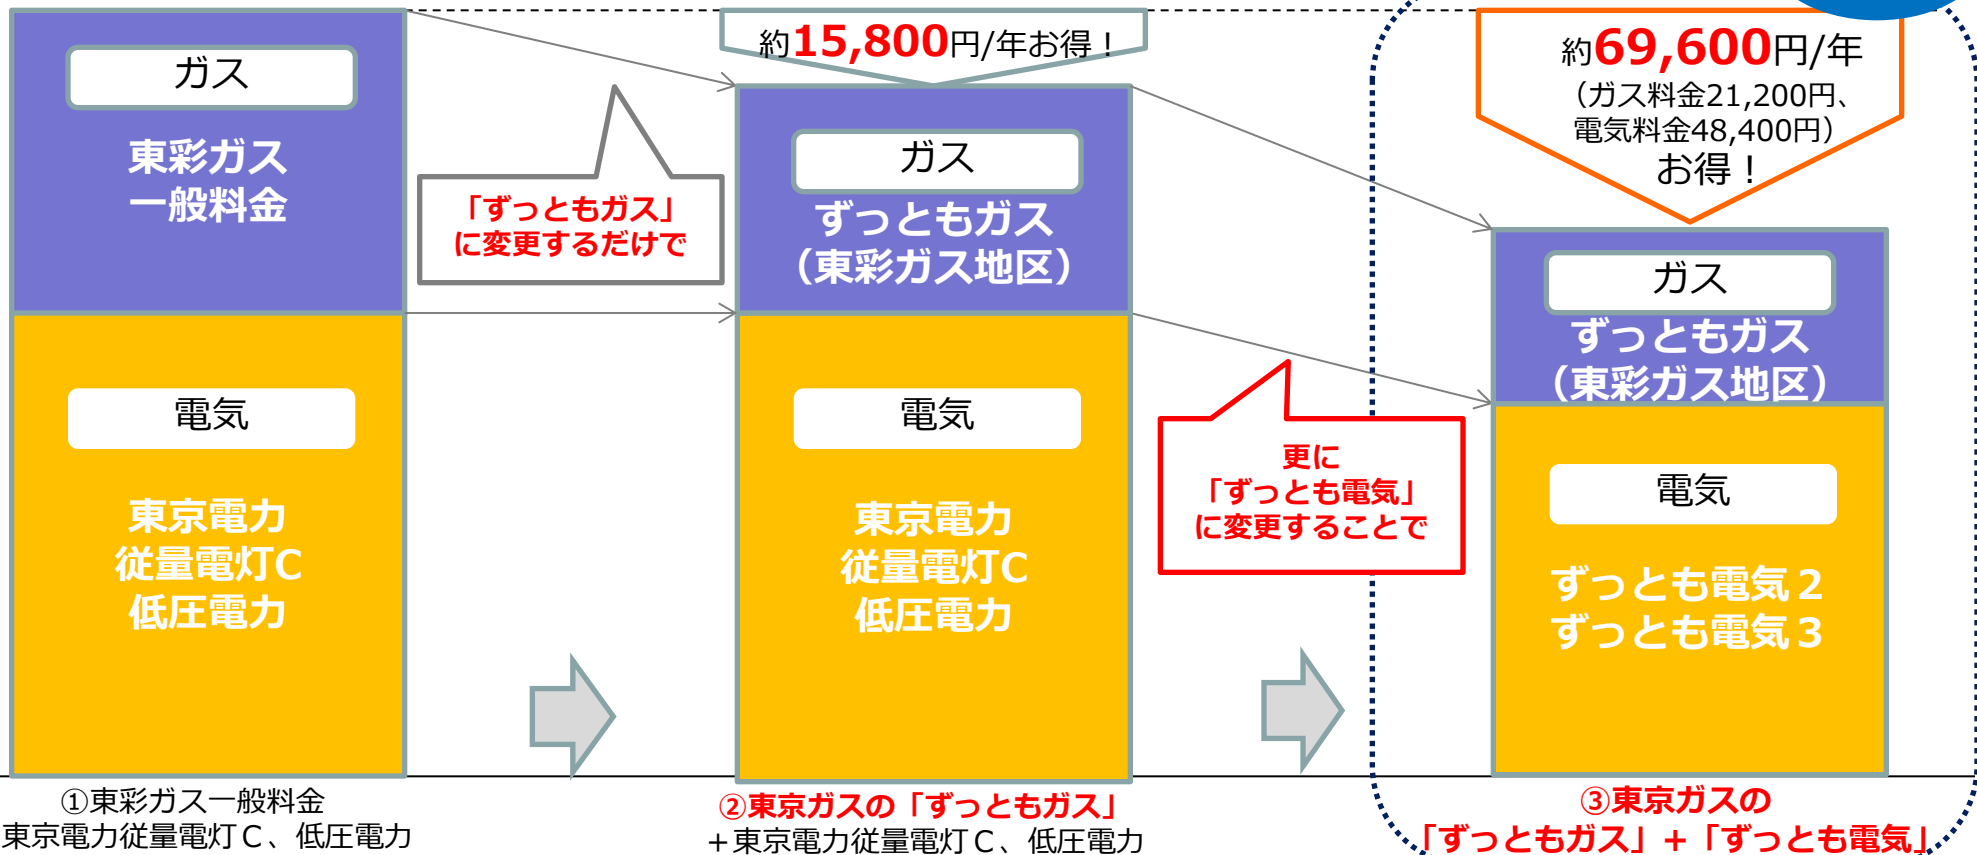 ガス
東彩ガス
一般料金
電気
東京電力
従量電灯C
低圧電力
①東彩ガス一般料金
東京電力従量電灯Ｃ、低圧電力
「ずっともガス」
に変更するだけで
約15,800円/年お得！
ガス
ずっともガス
（東彩ガス地区）
電気
東京電力
従量電灯C
低圧電力
②東京ガスの「ずっともガス」
＋東京電力従量電灯Ｃ、低圧電力
更に
「ずっとも電気」
に変更することで
約69,600円/年
（ガス料金21,200円、
電気料金48,400円）
お得！
ガス
ずっともガス
（東彩ガス地区）
電気
ずっとも電気２
ずっとも電気３
③東京ガスの
「ずっともガス」+「ずっとも電気」